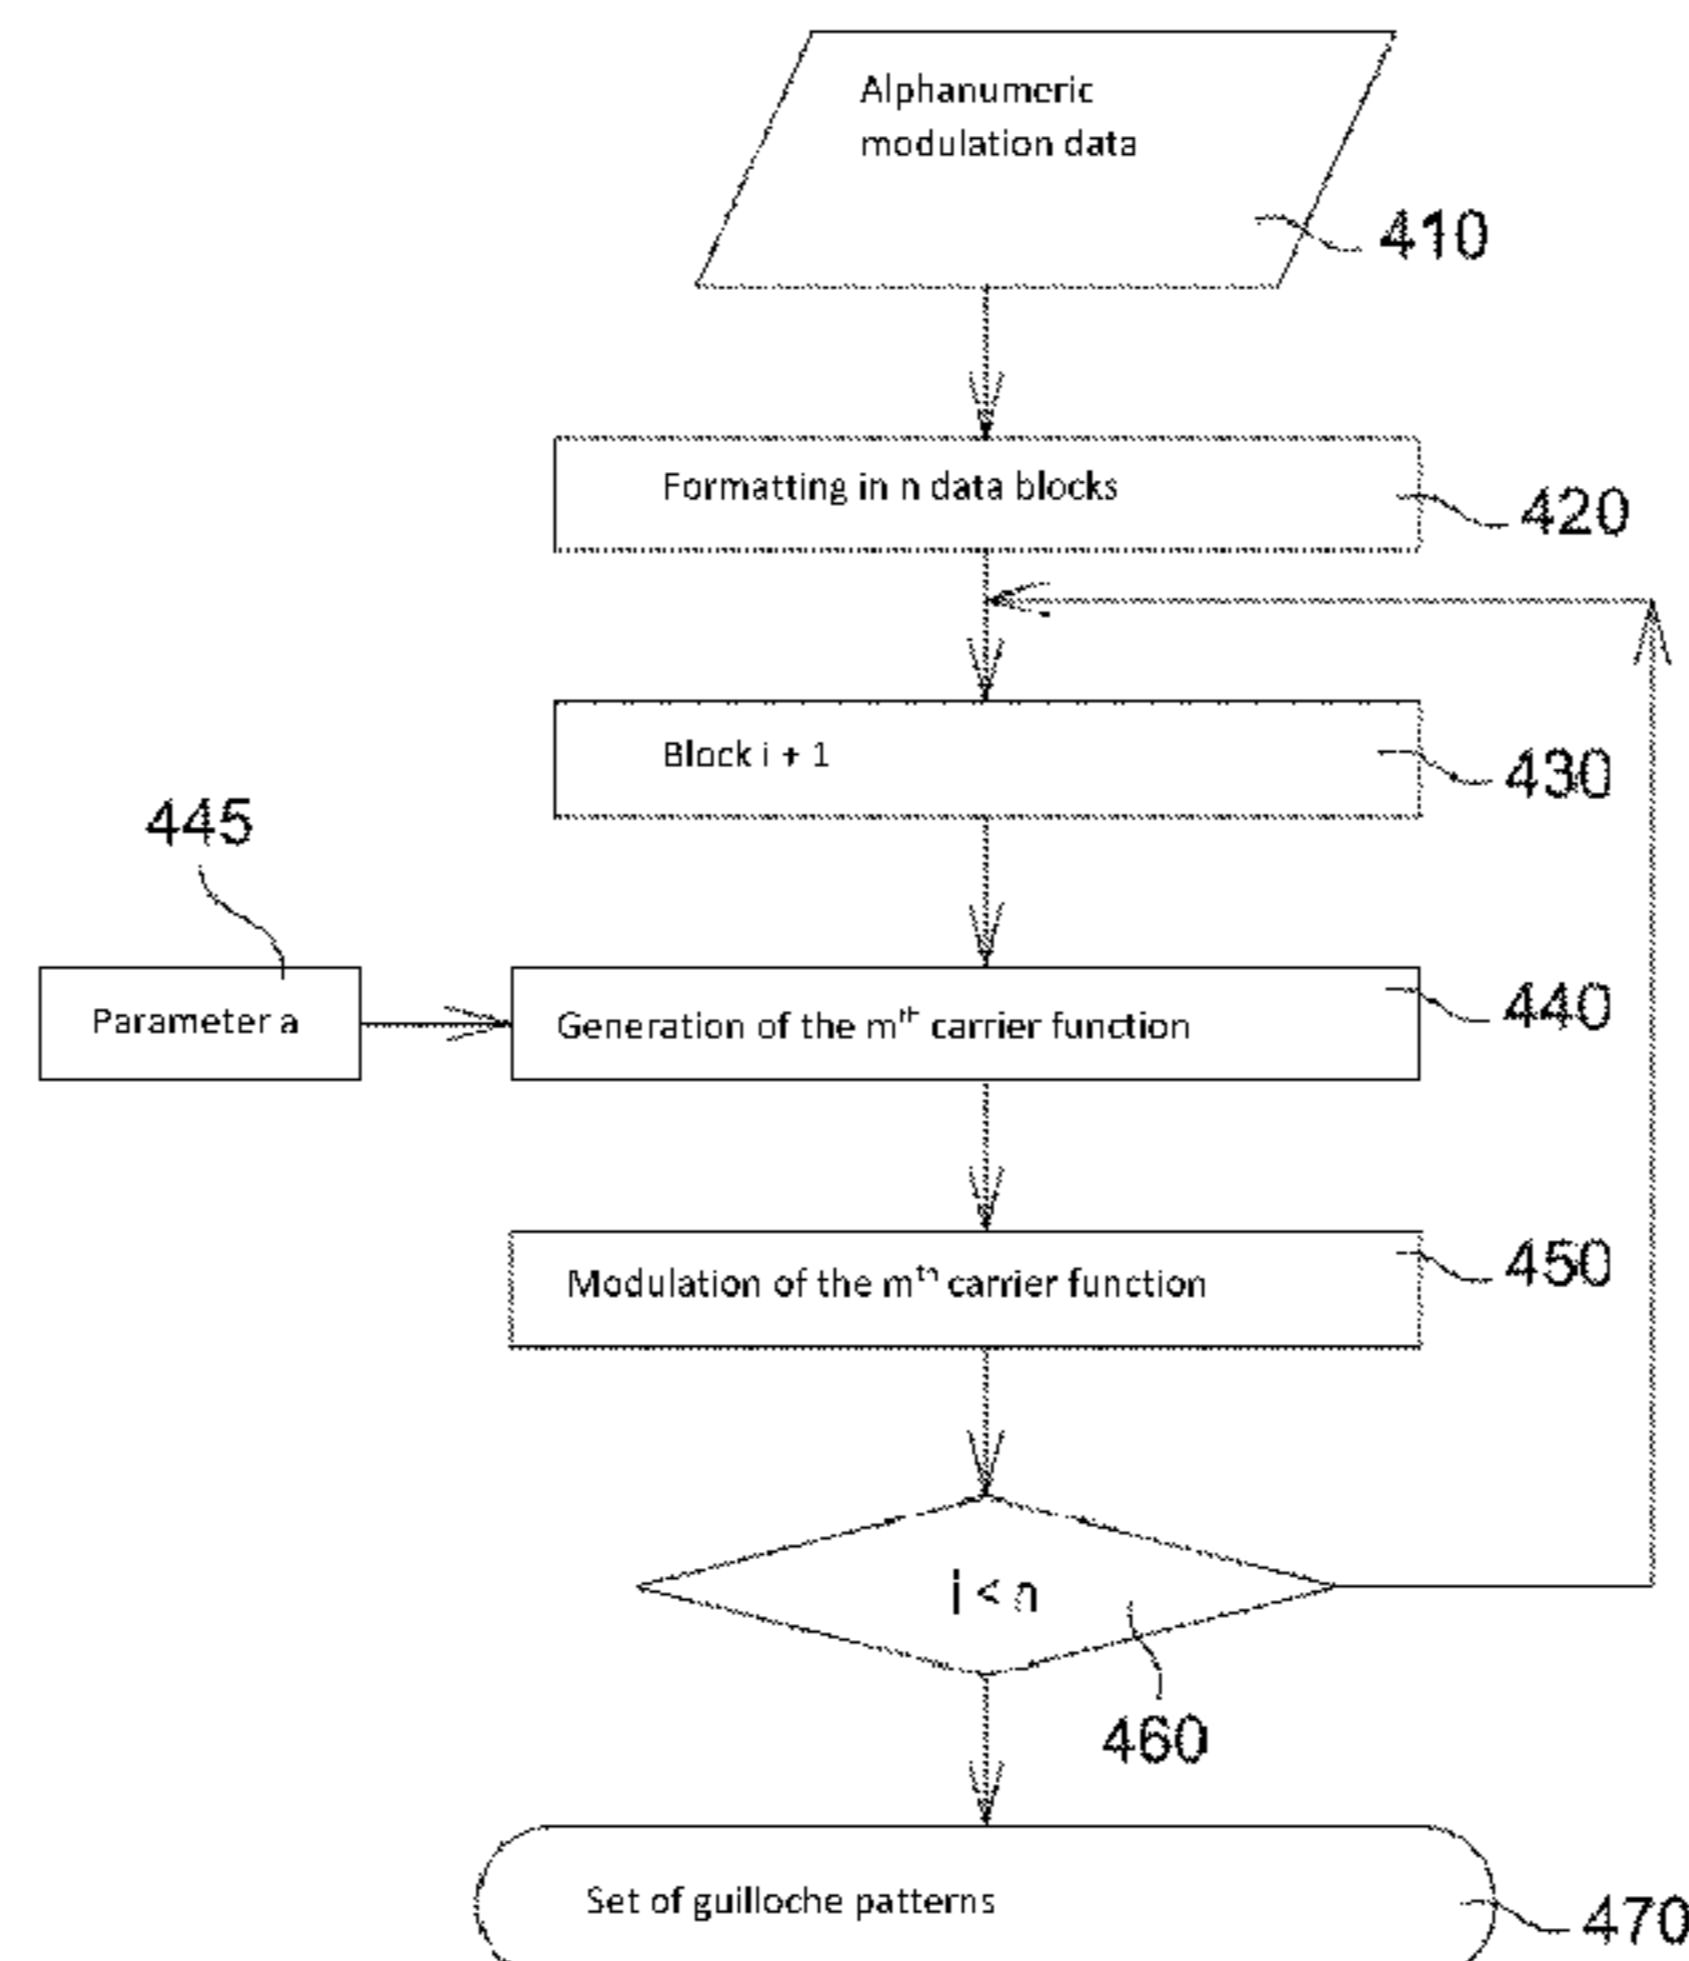 Alphanumeric
modulation data
410
Formatting in n data blocks
420
Block i + 1
430
445
Parameter a
Generation of the mᵗʰ carrier function
440
Modulation of the mᵗʰ carrier function
450
i < n
460
Set of guilloche patterns
470